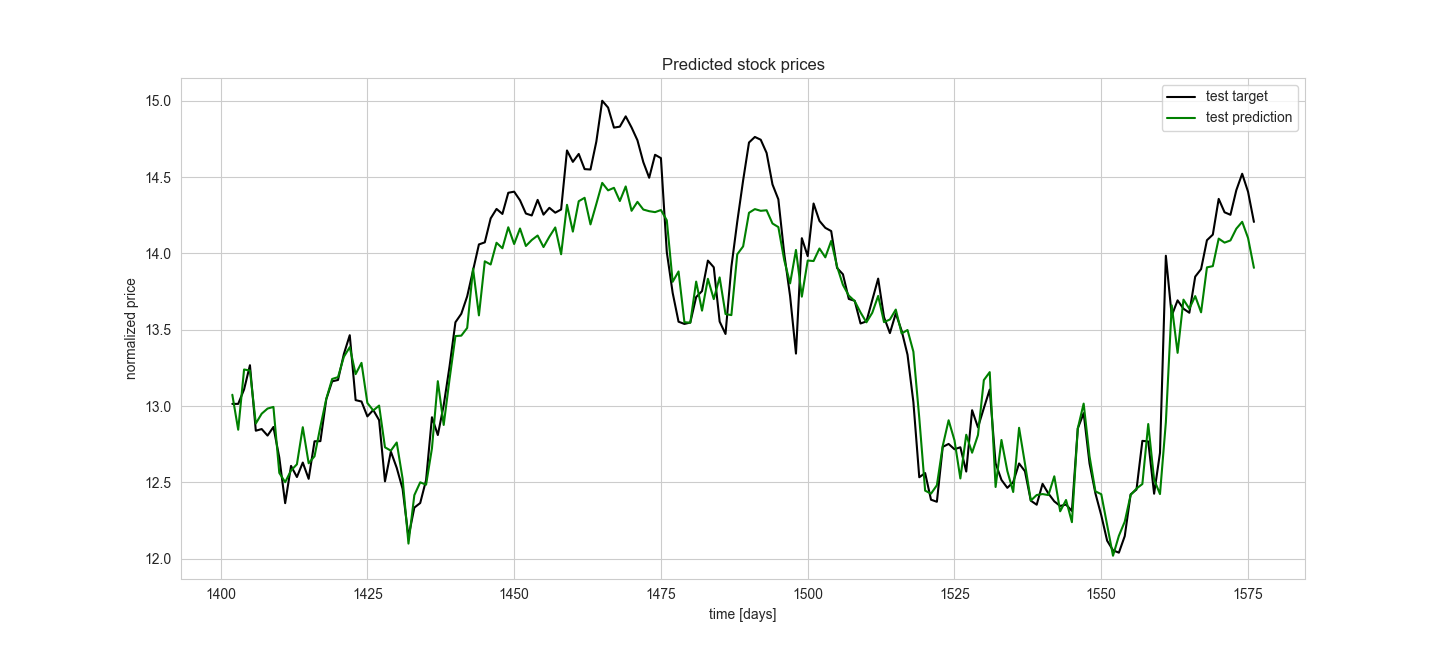 Predicted stock prices
test target
test prediction
normalized price
15.0
14.5
14.0
13.5
13.0
12.5
12.0
1400 1425 1450 1475 1500 1525 1550 1575
time [days]